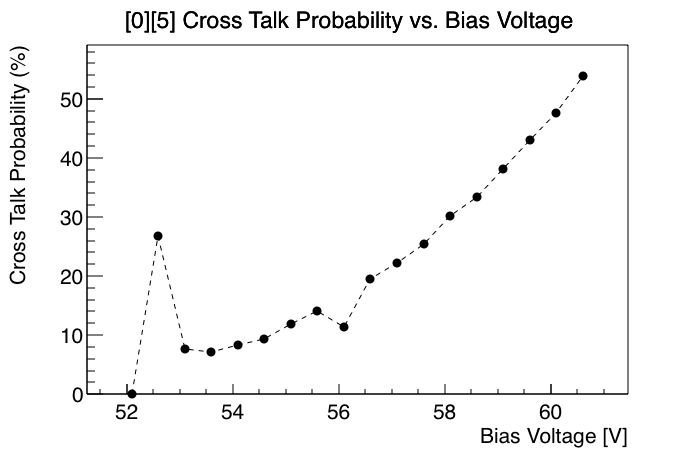 [0][5] Cross Talk Probability vs. Bias Voltage
Cross Talk Probability (%)
50
40
30
20
10
0
52 54 56 58 60
Bias Voltage [V]